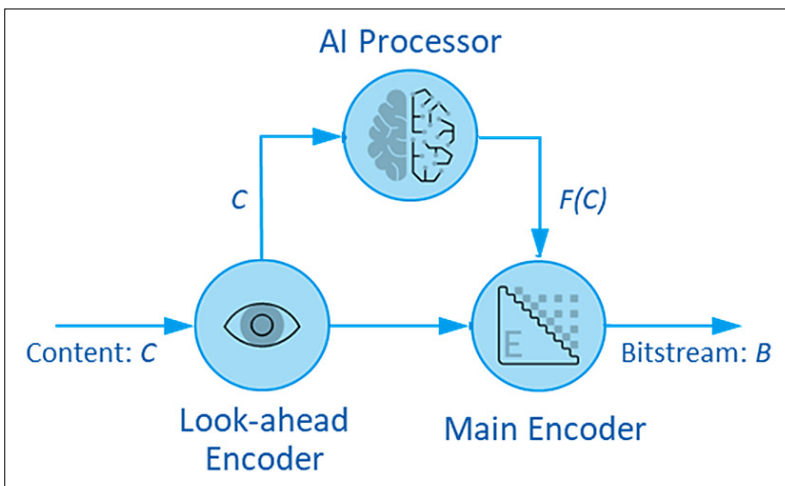 AI Processor
C
F(C)
E
Content: C
Bitstream: B
Look-ahead
Encoder
Main Encoder